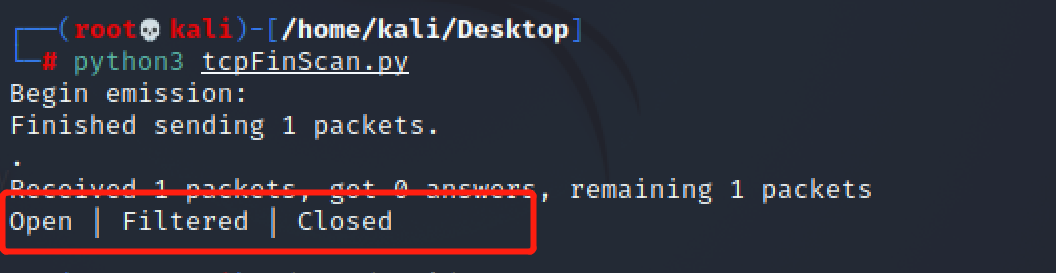 (root💀kali)-[/home/kali/Desktop]
# python3 tcpFinScan.py
Begin emission:
Finished sending 1 packets.
.
Received 1 packets, got 0 answers, remaining 1 packets
Open | Filtered | Closed